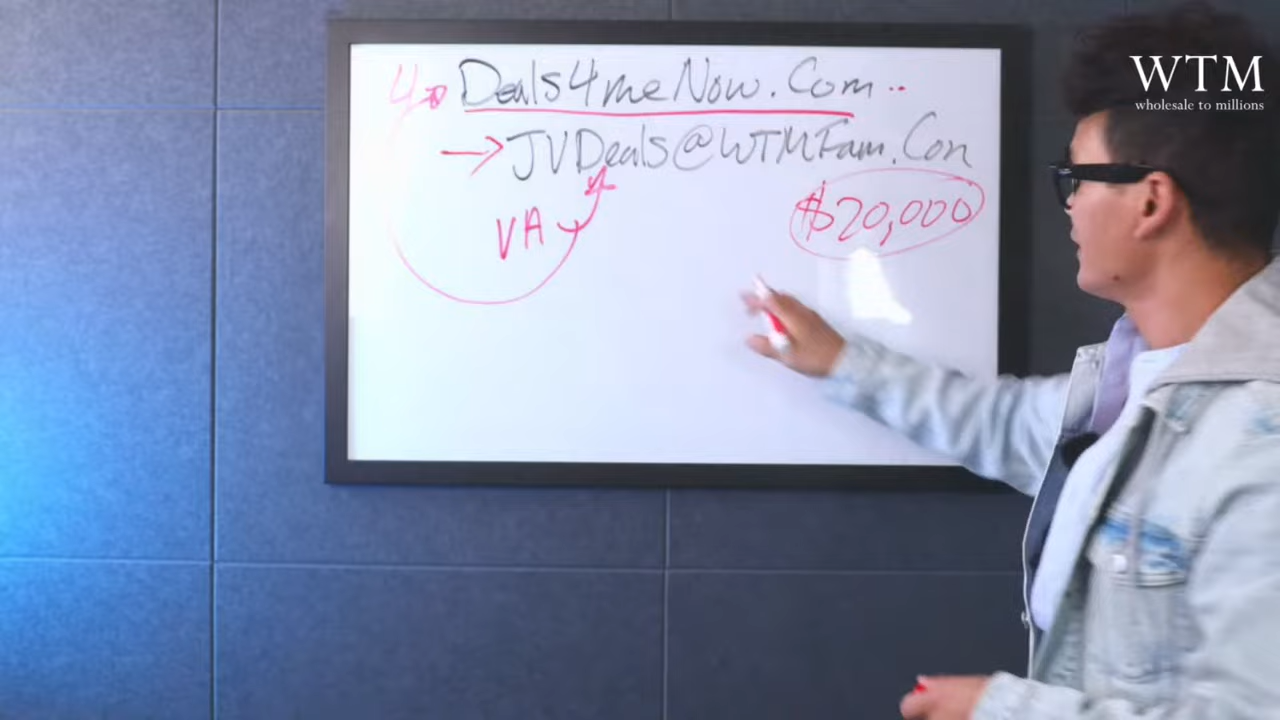 4 Deals4meNow.Com..
→ JVDeals@WTMFam.Con
VA
$20,000
WTM
wholesale to millions